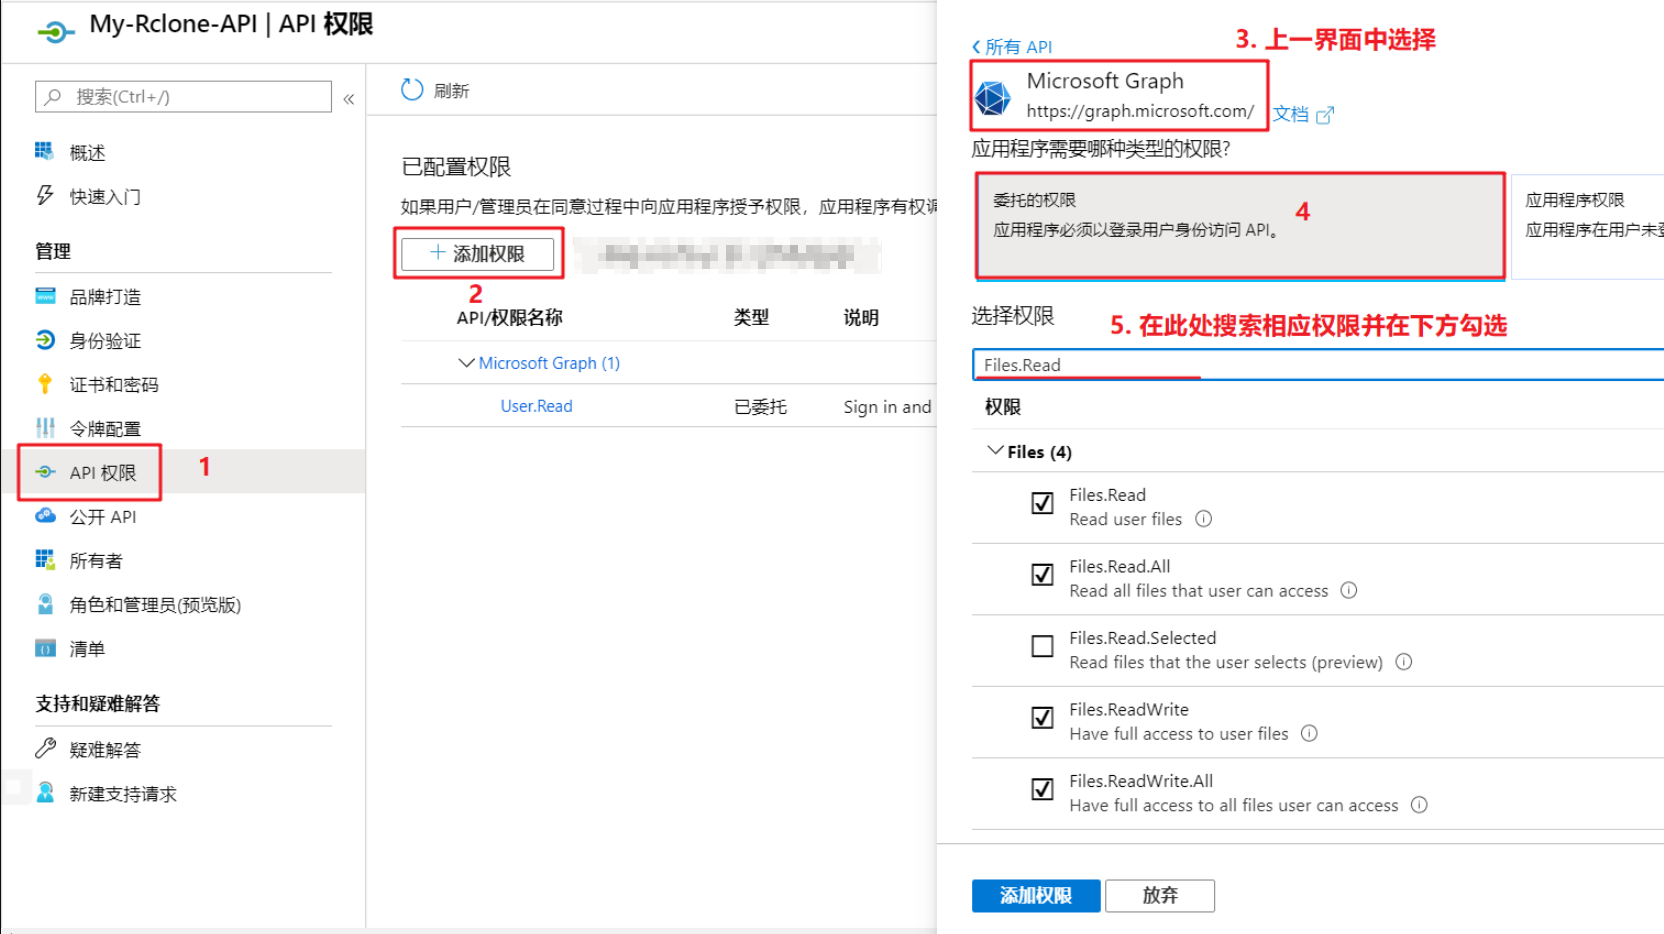 My-Rclone-API | API 权限
搜索(Ctrl+/)
«
概述
快速入门
管理
品牌打造
身份验证
证书和密码
令牌配置
API 权限
1
公开 API
所有者
角色和管理员(预览版)
清单
支持和疑难解答
疑难解答
新建支持请求
刷新
已配置权限
如果用户/管理员在同意过程中向应用程序授予权限，应用程序有权调
+ 添加权限
2
API/权限名称 类型 说明
Microsoft Graph (1)
User.Read 已委托 Sign in and
所有 API
3. 上一界面中选择
Microsoft Graph
https://graph.microsoft.com/
文档
应用程序需要哪种类型的权限?
委托的权限
应用程序必须以登录用户身份访问 API。
4
应用程序权限
应用程序在用户未登
选择权限
5. 在此处搜索相应权限并在下方勾选
Files.Read
权限
Files (4)
Files.Read
Read user files
Files.Read.All
Read all files that user can access
Files.Read.Selected
Read files that the user selects (preview)
Files.ReadWrite
Have full access to user files
Files.ReadWrite.All
Have full access to all files user can access
添加权限
放弃